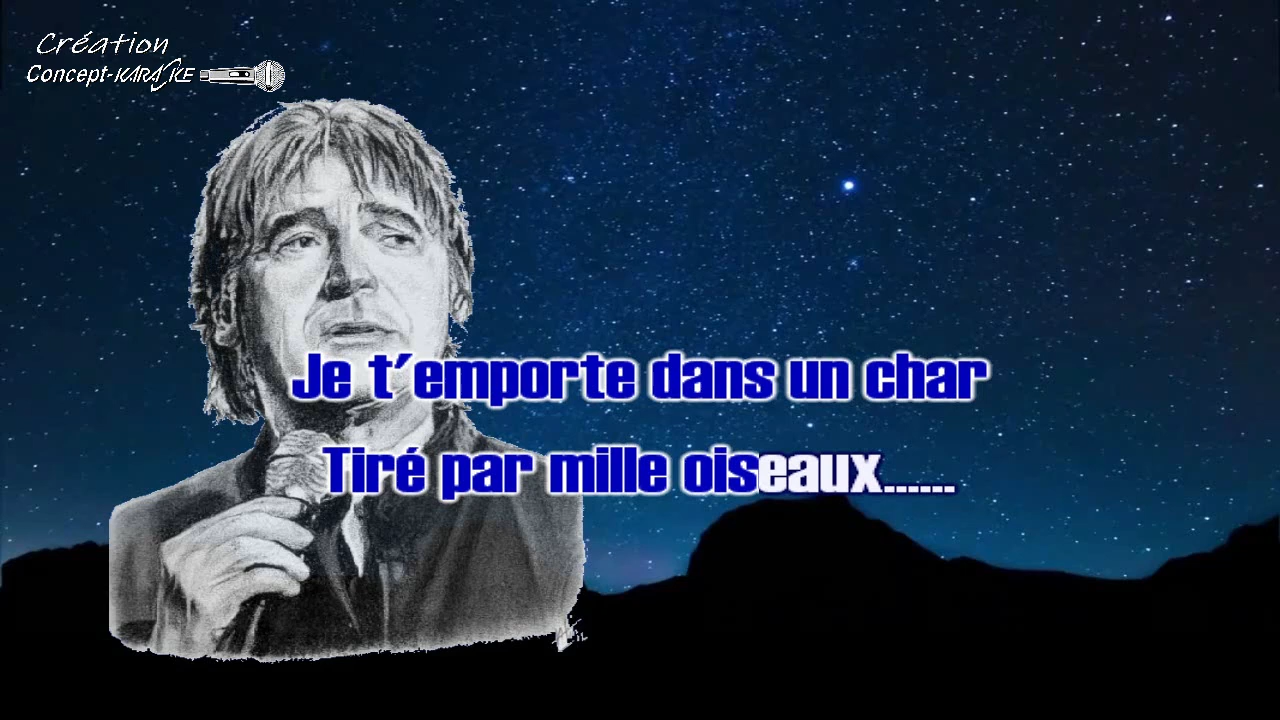 Création
Concept-KARAOKE
Je t'emporte dans un char
Tiré par mille oiseaux......